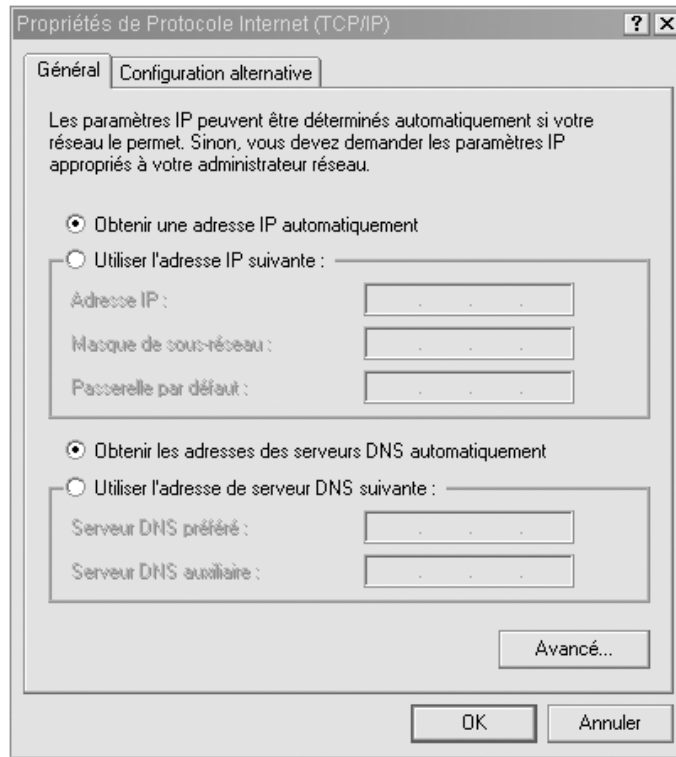 Propriétés de Protocole Internet (TCP/IP)
Général
Configuration alternative
Les paramètres IP peuvent être déterminés automatiquement si votre
réseau le permet. Sinon, vous devez demander les paramètres IP
appropriés à votre administrateur réseau.
Obtenir une adresse IP automatiquement
Utiliser l'adresse IP suivante :
Adresse IP :
Masque de sous-réseau :
Passerelle par défaut :
Obtenir les adresses des serveurs DNS automatiquement
Utiliser l'adresse de serveur DNS suivante :
Serveur DNS préféré :
Serveur DNS auxiliaire :
Avancé...
OK
Annuler